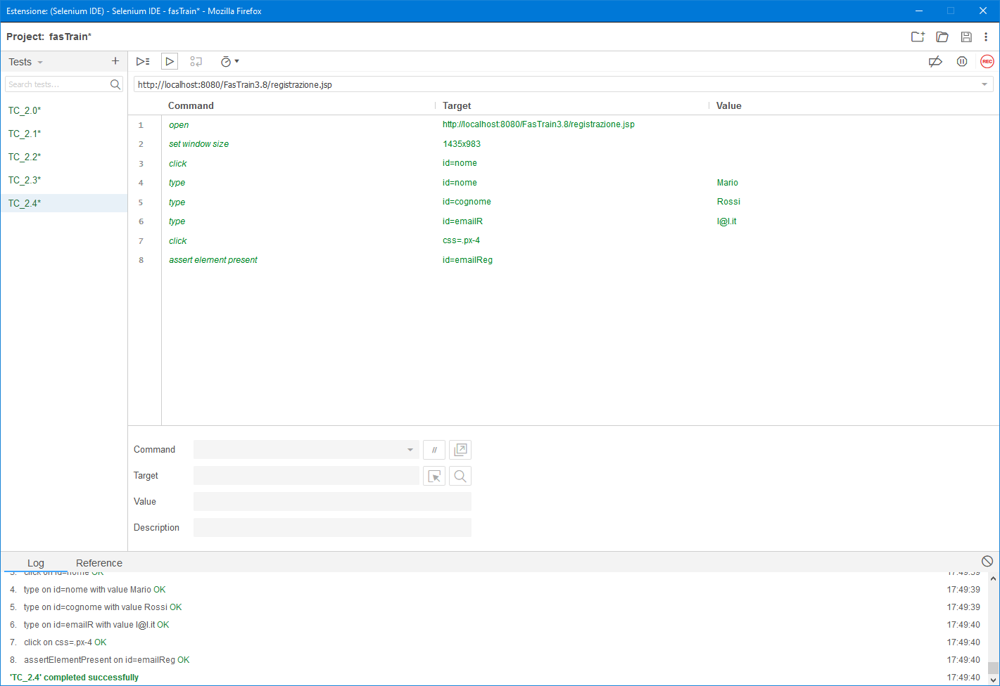 Estensione: (Selenium IDE) - Selenium IDE - fasTrain* - Mozilla Firefox
Project: fasTrain*
Tests
Search tests...
TC_2.0*
TC_2.1*
TC_2.2*
TC_2.3*
TC_2.4*
REC
http://localhost:8080/FasTrain3.8/registrazione.jsp
Command Target Value
1 open http://localhost:8080/FasTrain3.8/registrazione.jsp
2 set window size 1435x983
3 click id=nome
4 type id=nome Mario
5 type id=cognome Rossi
6 type id=emailR l@l.it
7 click css=.px-4
8 assert element present id=emailReg
Command //
Target
Value
Description
Log Reference
3. click on id=nome OK 17:49:39
4. type on id=nome with value Mario OK 17:49:39
5. type on id=cognome with value Rossi OK 17:49:39
6. type on id=emailR with value l@l.it OK 17:49:40
7. click on css=.px-4 OK 17:49:40
8. assertElementPresent on id=emailReg OK 17:49:40
'TC_2.4' completed successfully 17:49:40